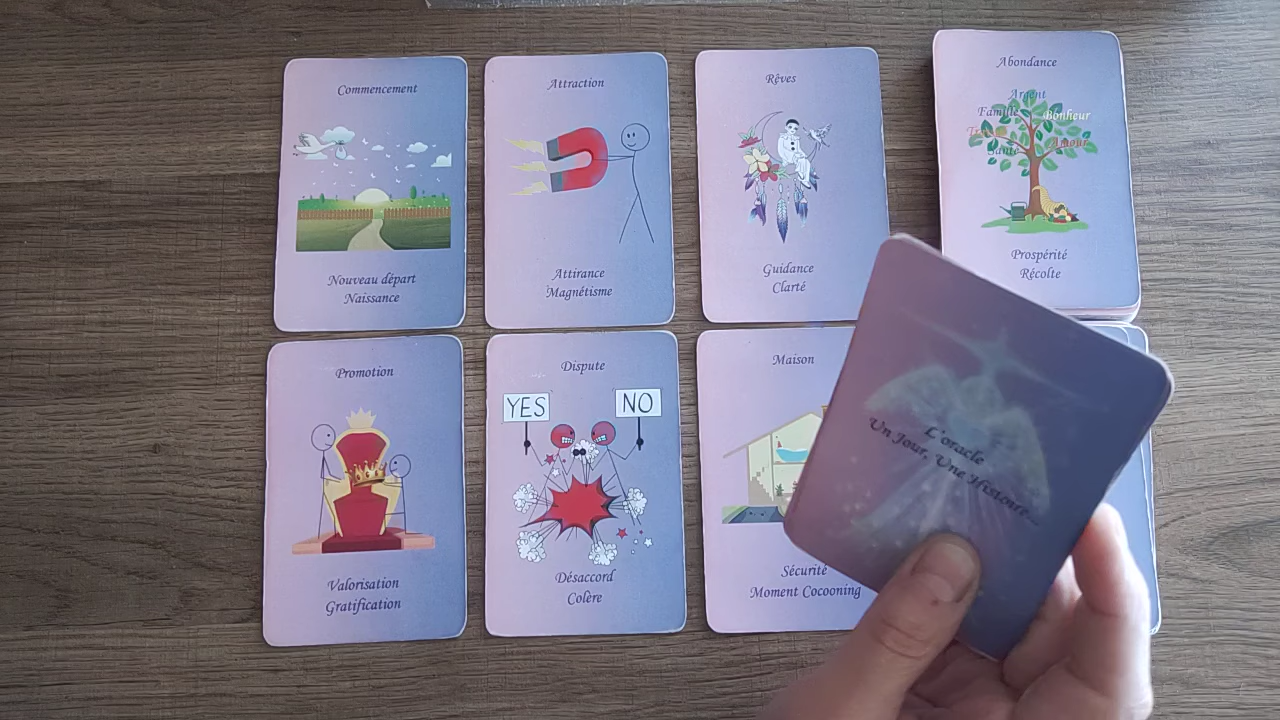 Commencement
Nouveau départ
Naissance
Attraction
Attirance
Magnétisme
Rêves
Guidance
Clarté
Abondance
Argent
Famille
Bonheur
Amour
Santé
Prospérité
Récolte
Promotion
Valorisation
Gratification
Dispute
YES
NO
Désaccord
Colère
Maison
Sécurité
Moment Cocooning
L'oracle
Un Jour, Une Histoire...